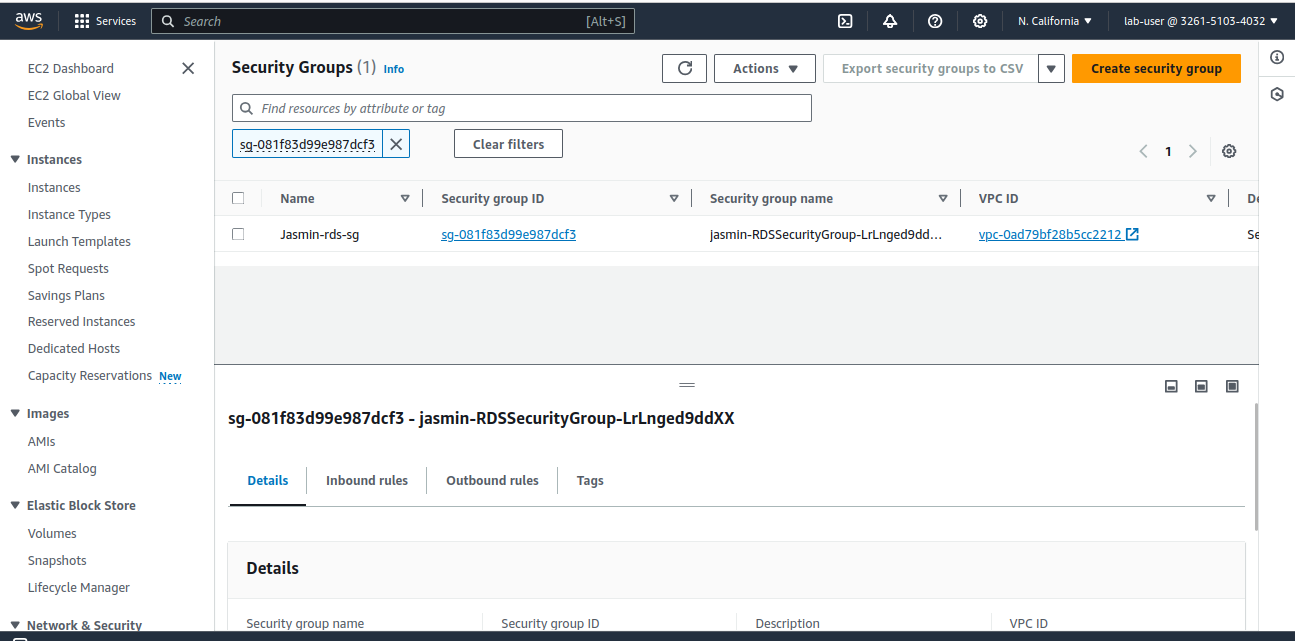 aws
Services
Search [Alt+S]
N. California
lab-user @ 3261-5103-4032
EC2 Dashboard
EC2 Global View
Events
Instances
Instances
Instance Types
Launch Templates
Spot Requests
Savings Plans
Reserved Instances
Dedicated Hosts
Capacity Reservations New
Images
AMIs
AMI Catalog
Elastic Block Store
Volumes
Snapshots
Lifecycle Manager
Network & Security
Security Groups (1) Info
Actions
Export security groups to CSV
Create security group
Find resources by attribute or tag
sg-081f83d99e987dcf3
Clear filters
1
Name Security group ID Security group name VPC ID
Jasmin-rds-sg sg-081f83d99e987dcf3 jasmin-RDSSecurityGroup-LrLnged9dd... vpc-0ad79bf28b5cc2212
sg-081f83d99e987dcf3 - jasmin-RDSSecurityGroup-LrLnged9ddXX
Details Inbound rules Outbound rules Tags
Details
Security group name Security group ID Description VPC ID